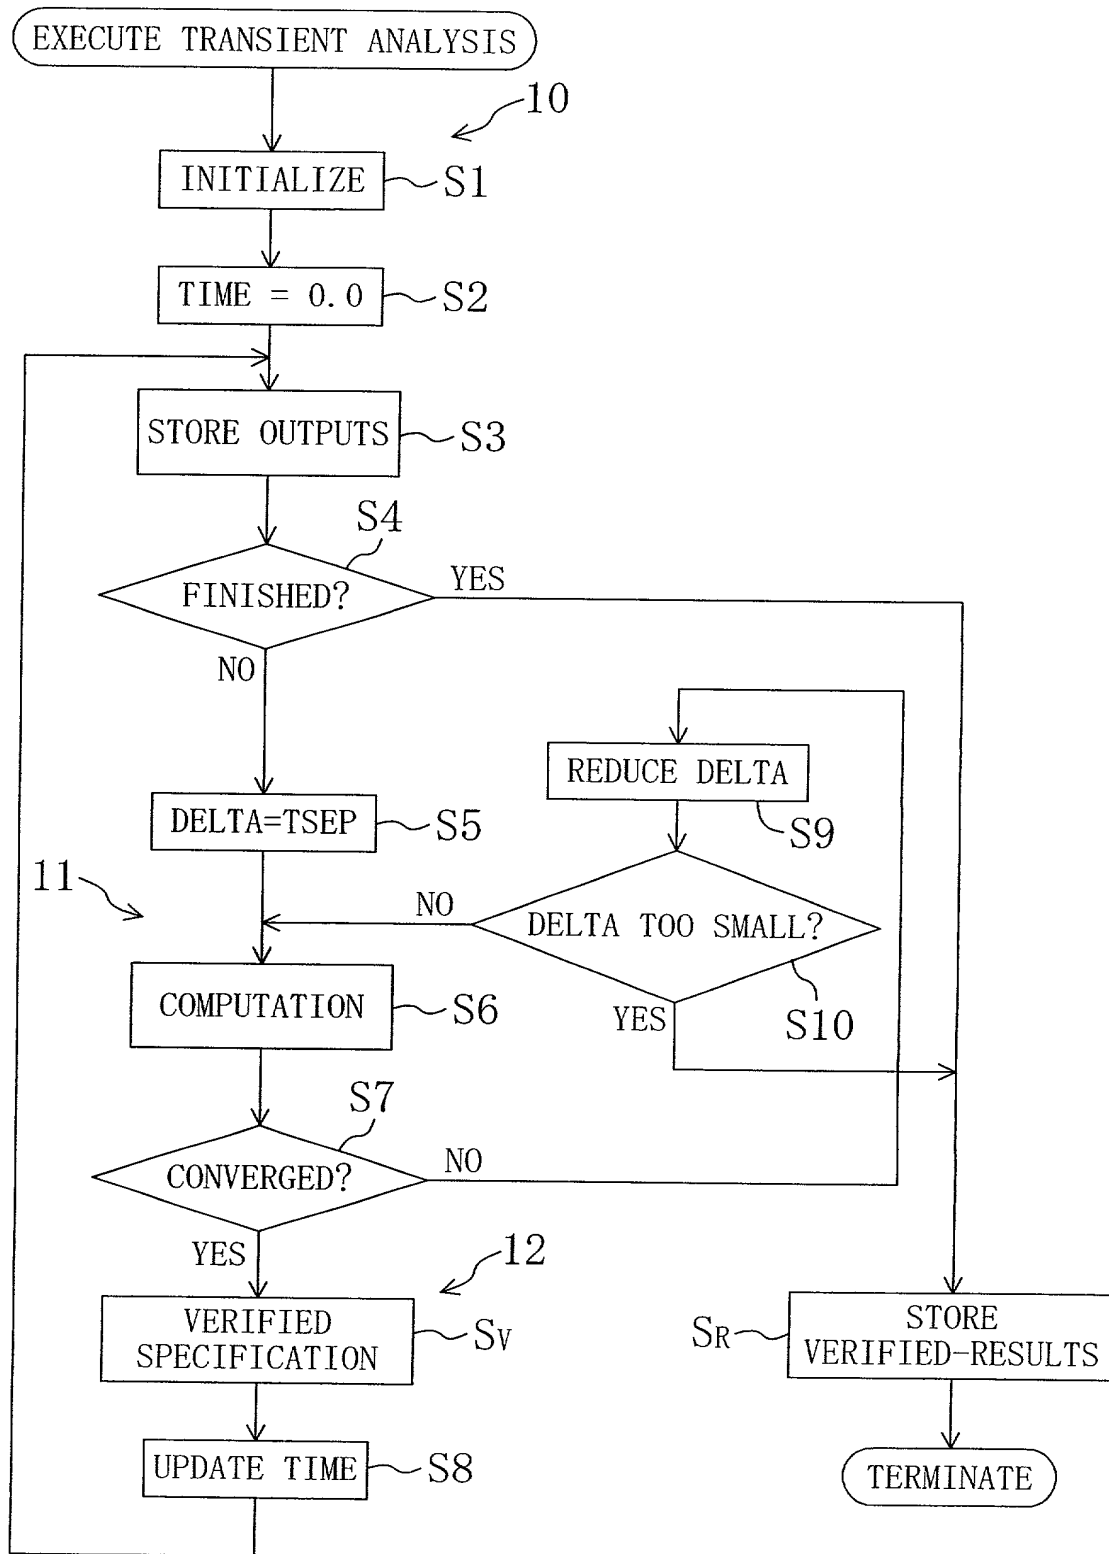 EXECUTE TRANSIENT ANALYSIS
10
INITIALIZE
S1
TIME = 0.0
S2
STORE OUTPUTS
S3
S4
FINISHED?
YES
NO
REDUCE DELTA
S9
DELTA=TSEP
S5
11
NO
DELTA TOO SMALL?
YES
S10
COMPUTATION
S6
S7
CONVERGED?
NO
YES
12
VERIFIED
SPECIFICATION
SV
SR
STORE
VERIFIED-RESULTS
UPDATE TIME
S8
TERMINATE